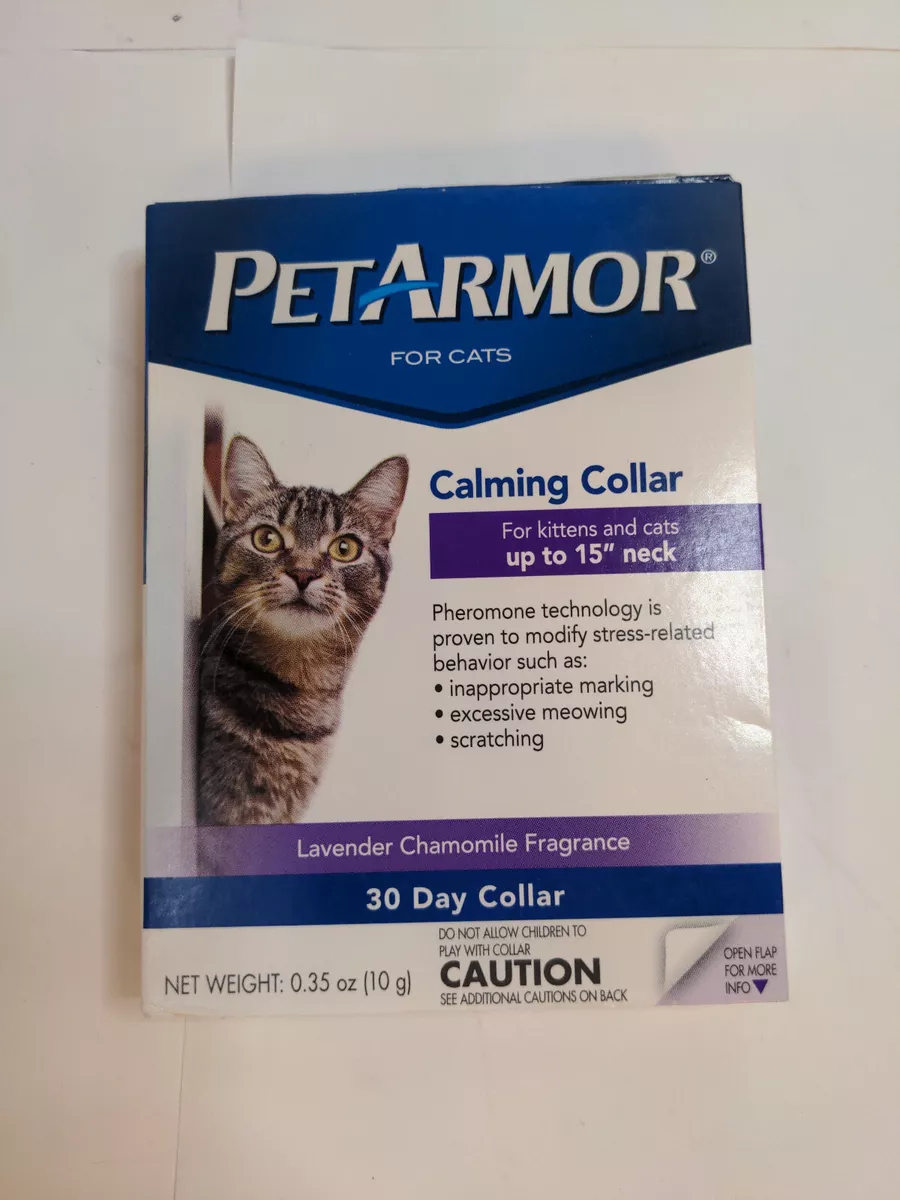 PETARMOR®
FOR CATS
Calming Collar
For kittens and cats
up to 15" neck
Pheromone technology is
proven to modify stress-related
behavior such as:
• inappropriate marking
• excessive meowing
• scratching
Lavender Chamomile Fragrance
30 Day Collar
NET WEIGHT: 0.35 oz (10 g)
DO NOT ALLOW CHILDREN TO
PLAY WITH COLLAR
CAUTION
SEE ADDITIONAL CAUTIONS ON BACK
OPEN FLAP
FOR MORE
INFO▼